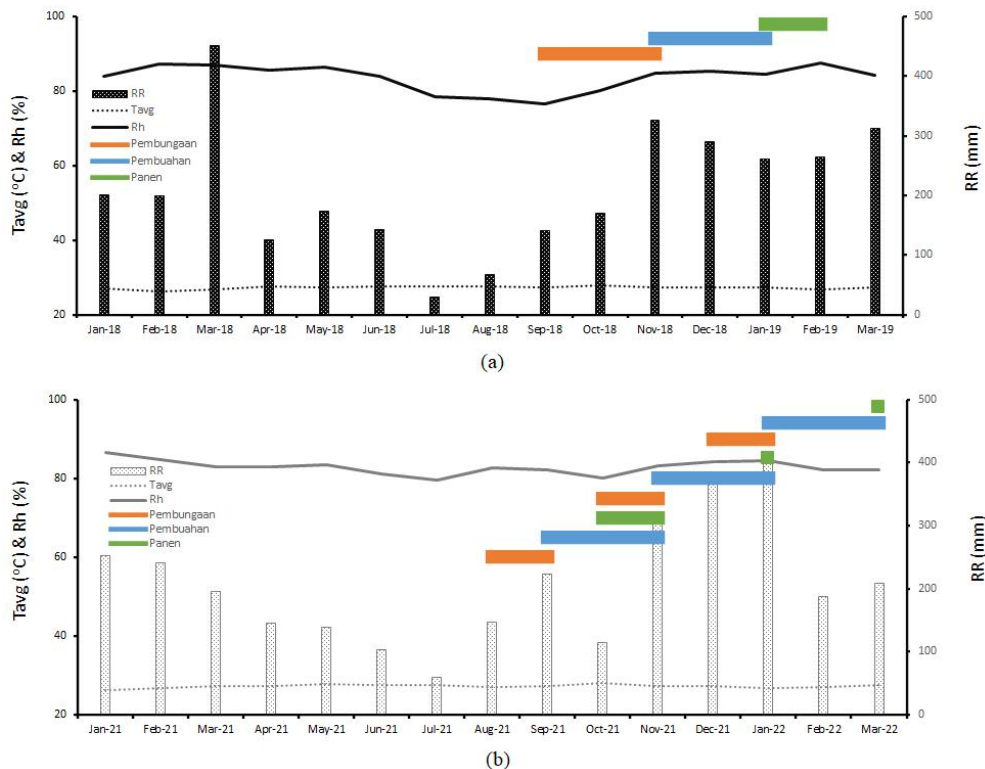 100
80
60
40
20
Tavg (°C) & Rh (%)
500
400
300
200
100
0
RR (mm)
RR
Tavg
Rh
Pembungaan
Pembuahan
Panen
Jan-18 Feb-18 Mar-18 Apr-18 May-18 Jun-18 Jul-18 Aug-18 Sep-18 Oct-18 Nov-18 Dec-18 Jan-19 Feb-19 Mar-19
(a)
100
80
60
40
20
Tavg (°C) & Rh (%)
500
400
300
200
100
0
RR (mm)
RR
Tavg
Rh
Pembungaan
Pembuahan
Panen
Jan-21 Feb-21 Mar-21 Apr-21 May-21 Jun-21 Jul-21 Aug-21 Sep-21 Oct-21 Nov-21 Dec-21 Jan-22 Feb-22 Mar-22
(b)